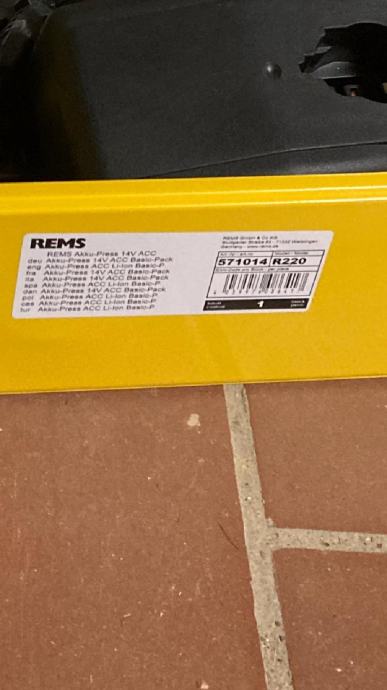 REMS
REMS Akku-Press 14V ACC
deu Akku-Press 14V ACC Basic-Pack
eng Akku-Press ACC Li-Ion Basic-P
fra Akku-Press 14V ACC Basic-Pack
ita Akku-Press 14V ACC Basic-Pack
spa Akku-Press ACC Li-Ion Basic-P
dan Akku-Press 14V ACC Basic-Pack
pol Akku-Press ACC Li-Ion Basic-P
ces Akku-Press ACC Li-Ion Basic-P
tur Akku-Press ACC Li-Ion Basic-P
REMS GmbH & Co KG
Stuttgarter Straße 83 - 71332 Waiblingen
Germany - www.rems.de
571014 R220
1